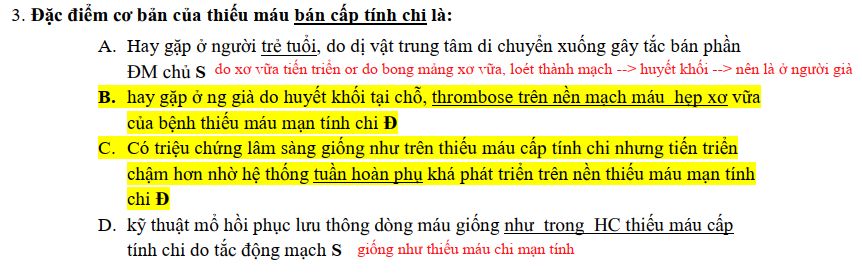 3. Đặc điểm cơ bản của thiếu máu bán cấp tính chi là:
A. Hay gặp ở người trẻ tuổi, do dị vật trung tâm di chuyển xuống gây tắc bán phần
ĐM chủ S do xơ vữa tiến triển or do bong mảng xơ vữa, loét thành mạch --> huyết khối --> nên là ở người già
B. hay gặp ở ng già do huyết khối tại chỗ, thrombose trên nền mạch máu hẹp xơ vữa
của bệnh thiếu máu mạn tính chi Đ
C. Có triệu chứng lâm sàng giống như trên thiếu máu cấp tính chi nhưng tiến triển
chậm hơn nhờ hệ thống tuần hoàn phụ khá phát triển trên nền thiếu máu mạn tính
chi Đ
D. kỹ thuật mổ hồi phục lưu thông dòng máu giống như trong HC thiếu máu cấp
tính chi do tắc động mạch S giống như thiếu máu chi mạn tính